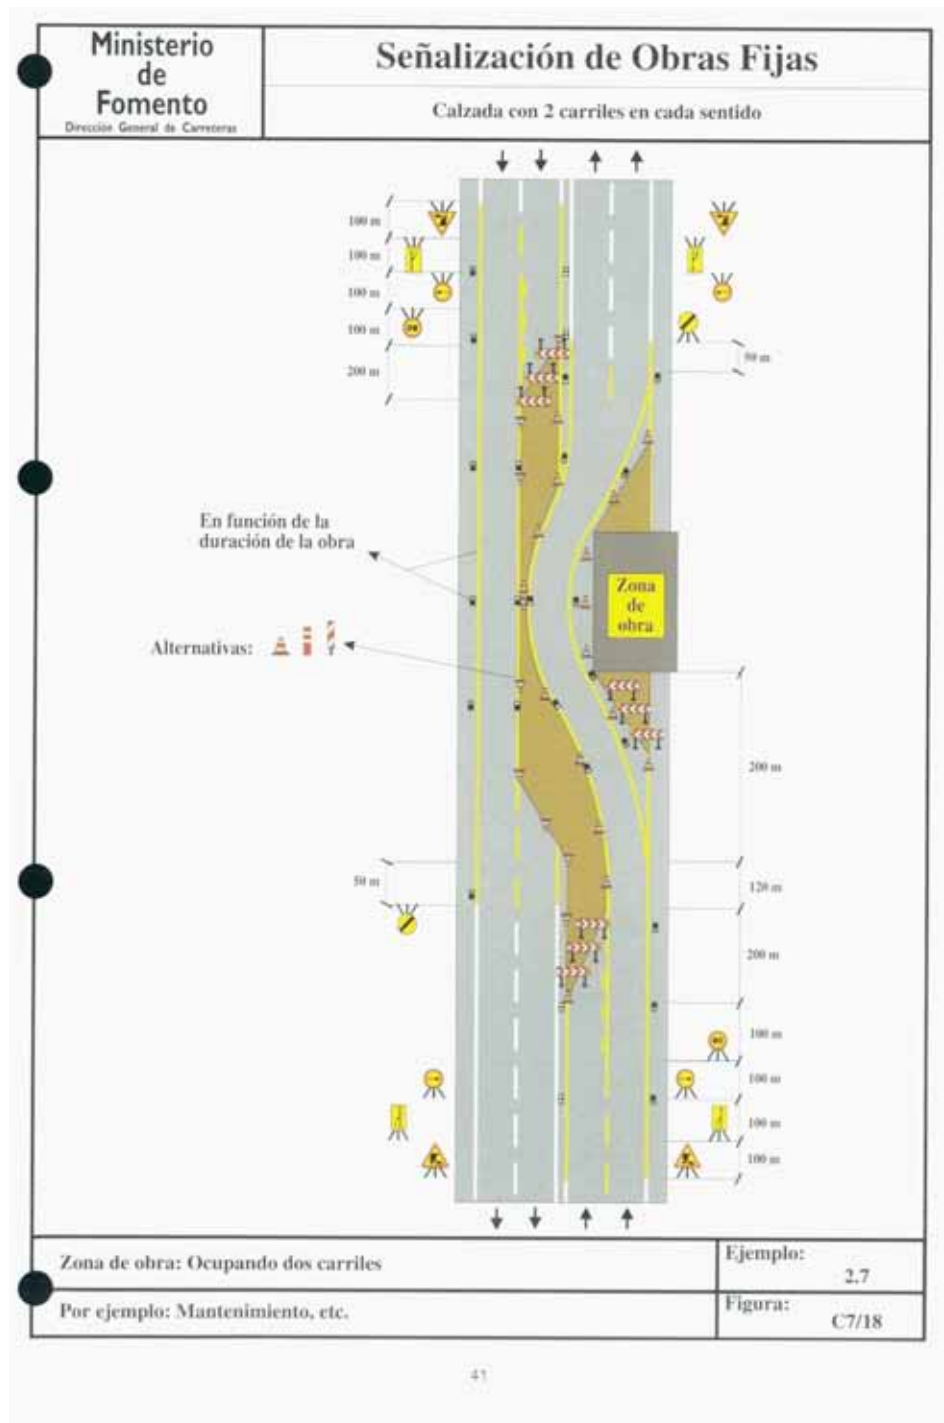 Ministerio
de
Fomento
Dirección General de Carreteras
Señalización de Obras Fijas
Calzada con 2 carriles en cada sentido
100 m
100 m
100 m
100 m
200 m
50 m
En función de la
duración de la obra
Zona
de
obra
Alternativas:
200 m
50 m
120 m
200 m
100 m
100 m
100 m
100 m
Zona de obra: Ocupando dos carriles
Ejemplo:
2.7
Por ejemplo: Mantenimiento, etc.
Figura:
C7/18
41